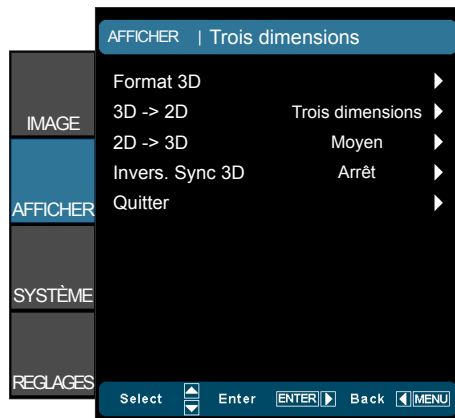 AFFICHER | Trois dimensions
IMAGE
AFFICHER
SYSTÈME
REGLAGES
Format 3D
3D -> 2D Trois dimensions
2D -> 3D Moyen
Invers. Sync 3D Arrêt
Quitter
Select Enter ENTER Back MENU